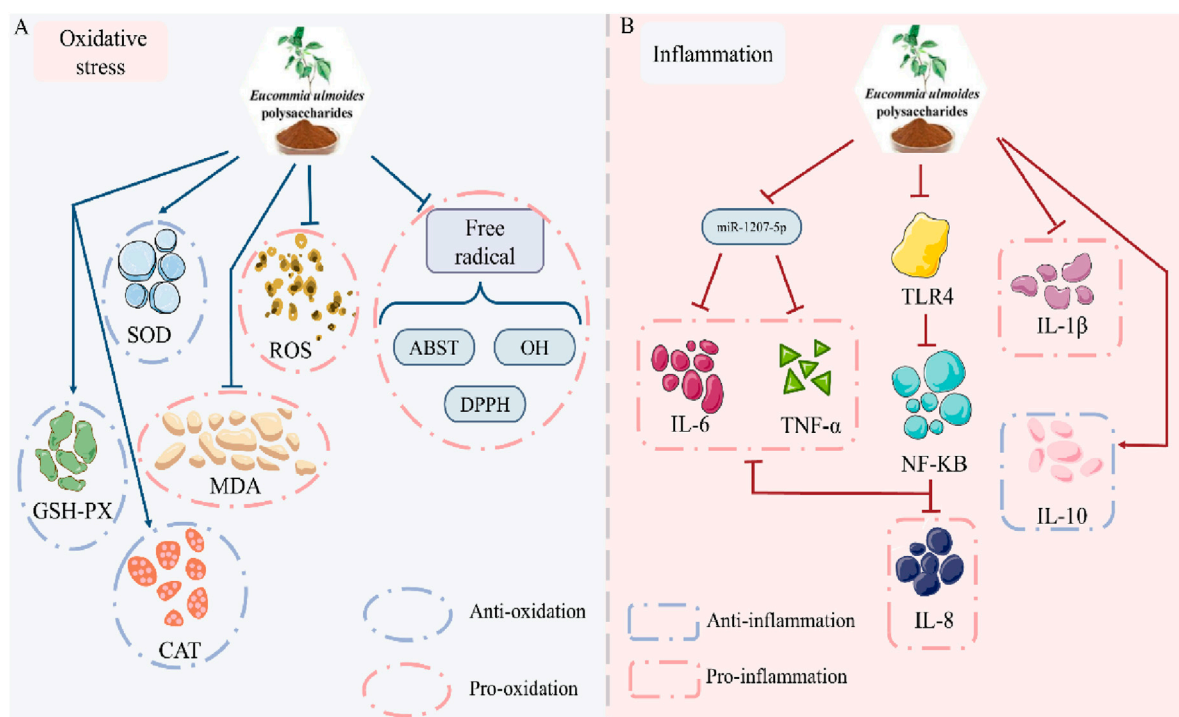 A
Oxidative
stress
Eucommia ulmoides
polysaccharides
SOD
ROS
Free
radical
ABST
OH
DPPH
GSH-PX
MDA
CAT
Anti-oxidation
Pro-oxidation
B
Inflammation
Eucommia ulmoides
polysaccharides
miR-1207-5p
TLR4
IL-1β
IL-6
TNF-α
NF-KB
IL-10
IL-8
Anti-inflammation
Pro-inflammation